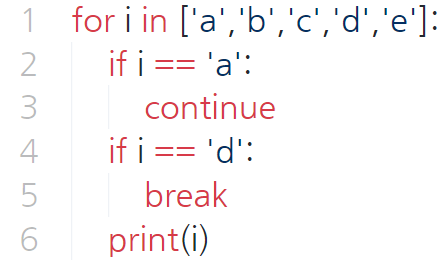 1 for i in ['a','b','c','d','e']:
2     if i == 'a':
3         continue
4     if i == 'd':
5         break
6     print(i)